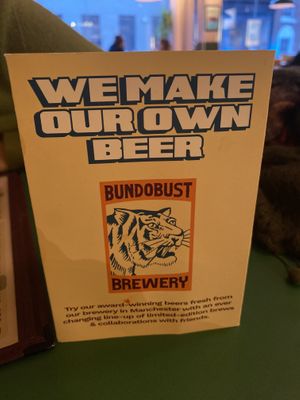 WE MAKE
OUR OWN
BEER
BUNDOBUST
BREWERY
Try our award-winning beers fresh from
our brewery in Manchester with an ever
changing line-up of limited-edition brews
& collaborations with friends.